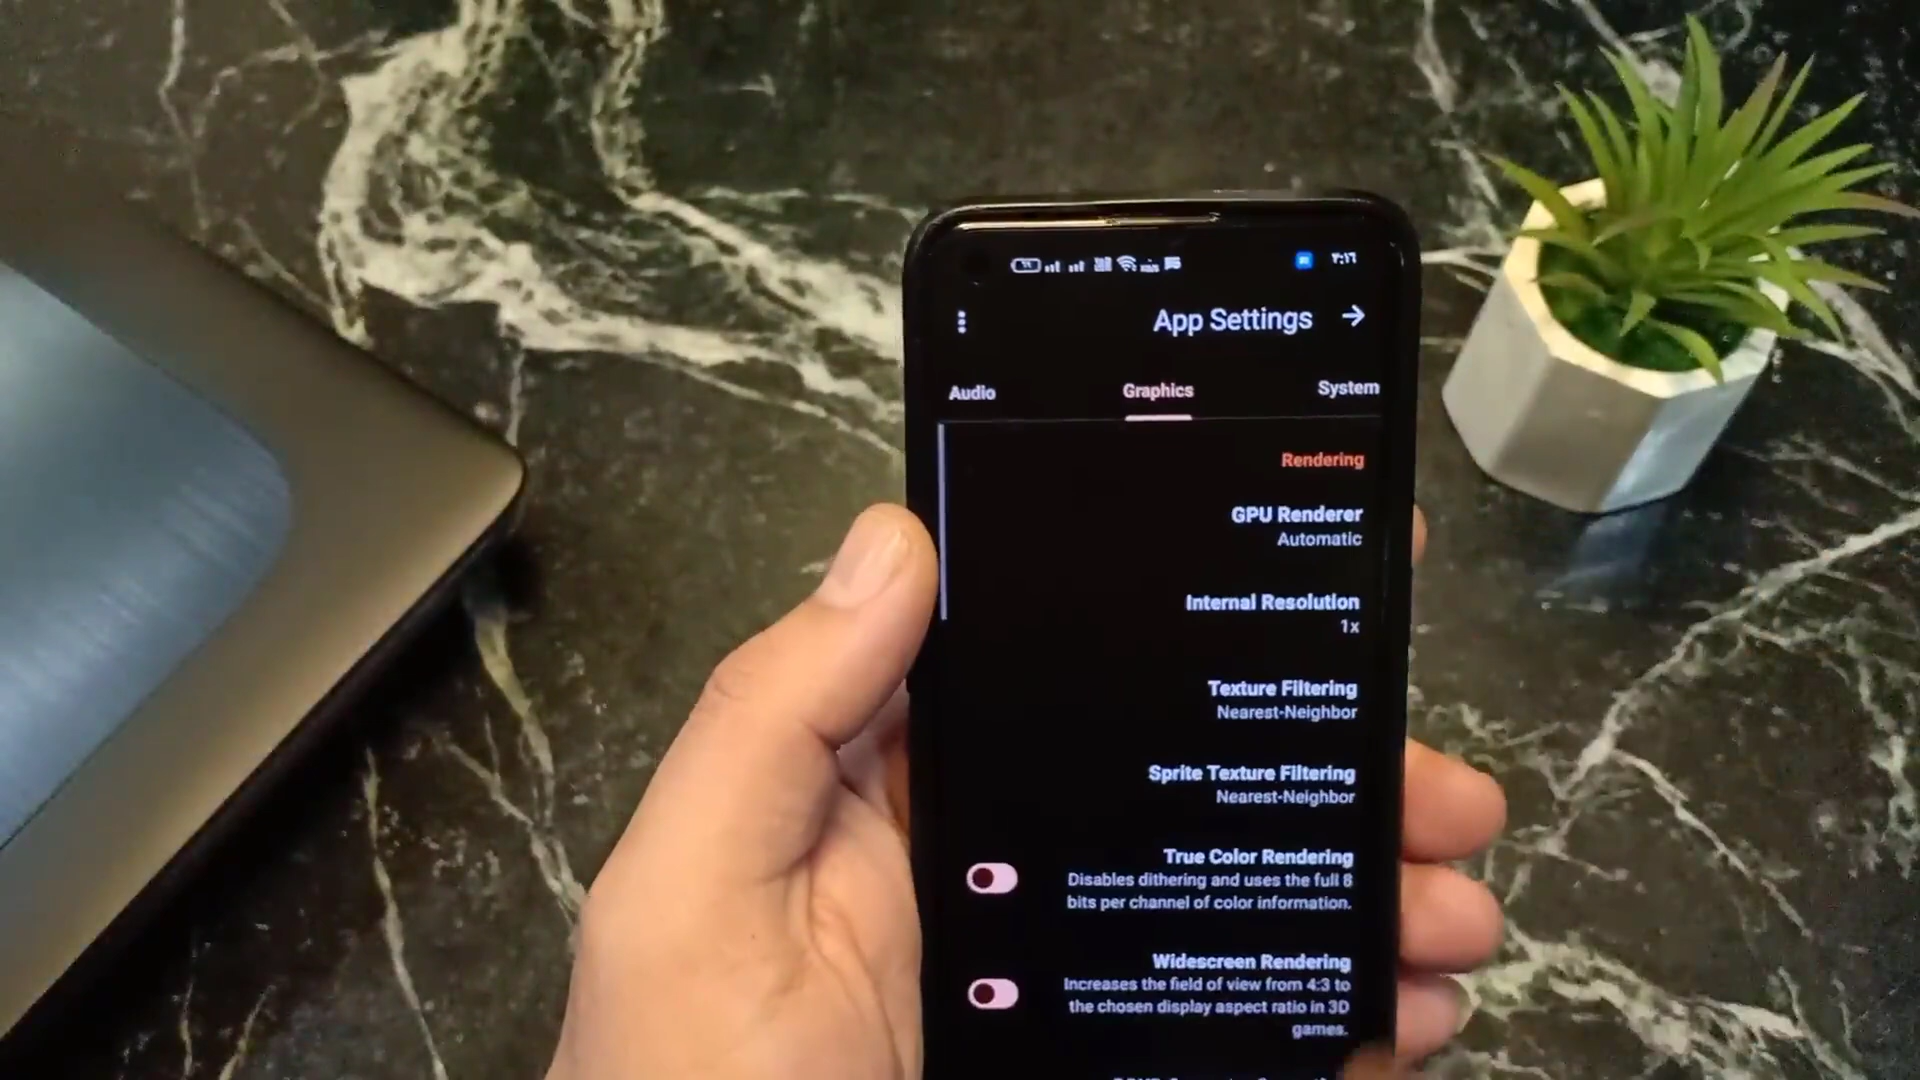 ٣:١٦
App Settings
Audio Graphics System
Rendering
GPU Renderer
Automatic
Internal Resolution
1x
Texture Filtering
Nearest-Neighbor
Sprite Texture Filtering
Nearest-Neighbor
True Color Rendering
Disables dithering and uses the full 8
bits per channel of color information.
Widescreen Rendering
Increases the field of view from 4:3 to
the chosen display aspect ratio in 3D
games.